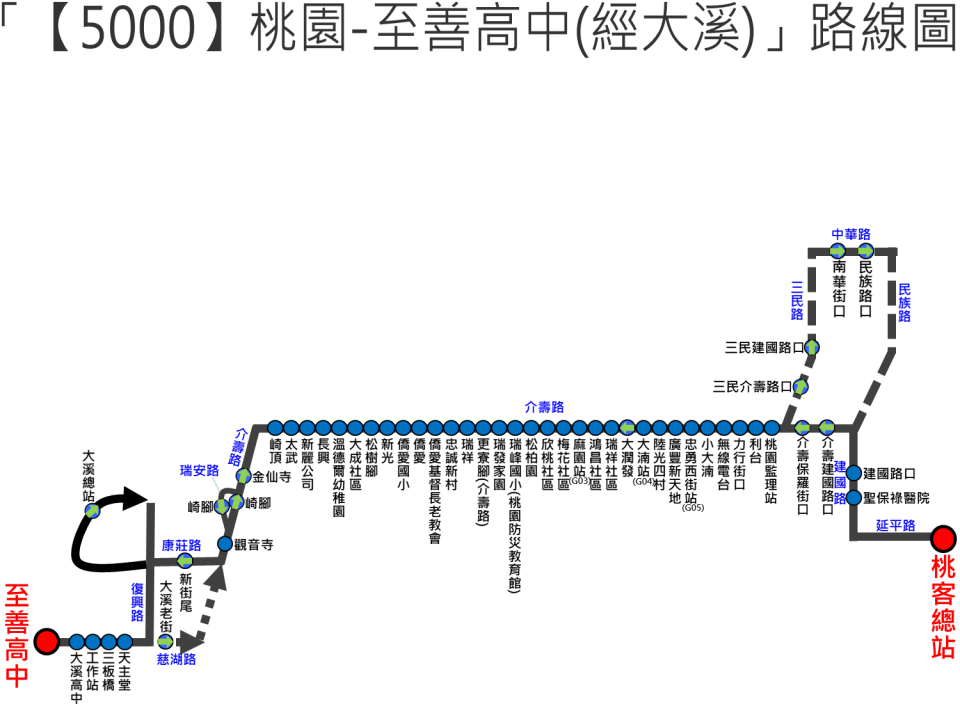 「【5000】桃園-至善高中(經大溪)」路線圖
中華路
南華街口
民族路口
三民路
民族路
三民建國路口
三民介壽路口
介壽路
介壽路
崎頂
太武
新麗公司
長興
溫德爾幼稚園
大成社區
松樹腳
新光
僑愛國小
僑愛
僑愛基督長老教會
忠誠新村
瑞祥
更寮腳(介壽路)
瑞發家園
瑞峰國小(桃園防災教育館)
松柏園
欣桃社區
梅花社區
麻園站(G03)
鴻昌社區
瑞祥社區
大潤發
大湳站(G04)
陸光四村
廣豐新天地
忠勇西街站(G05)
小大湳
無線電台
力行街口
利台
桃園監理站
介壽保羅街口
介壽建國路口
建國路
建國路口
聖保祿醫院
延平路
桃客總站
大溪總站
瑞安路
金仙寺
崎腳
崎腳
觀音寺
康莊路
新街尾
大溪老街
復興路
慈湖路
至善高中
大溪高中
工作站
三板橋
天主堂